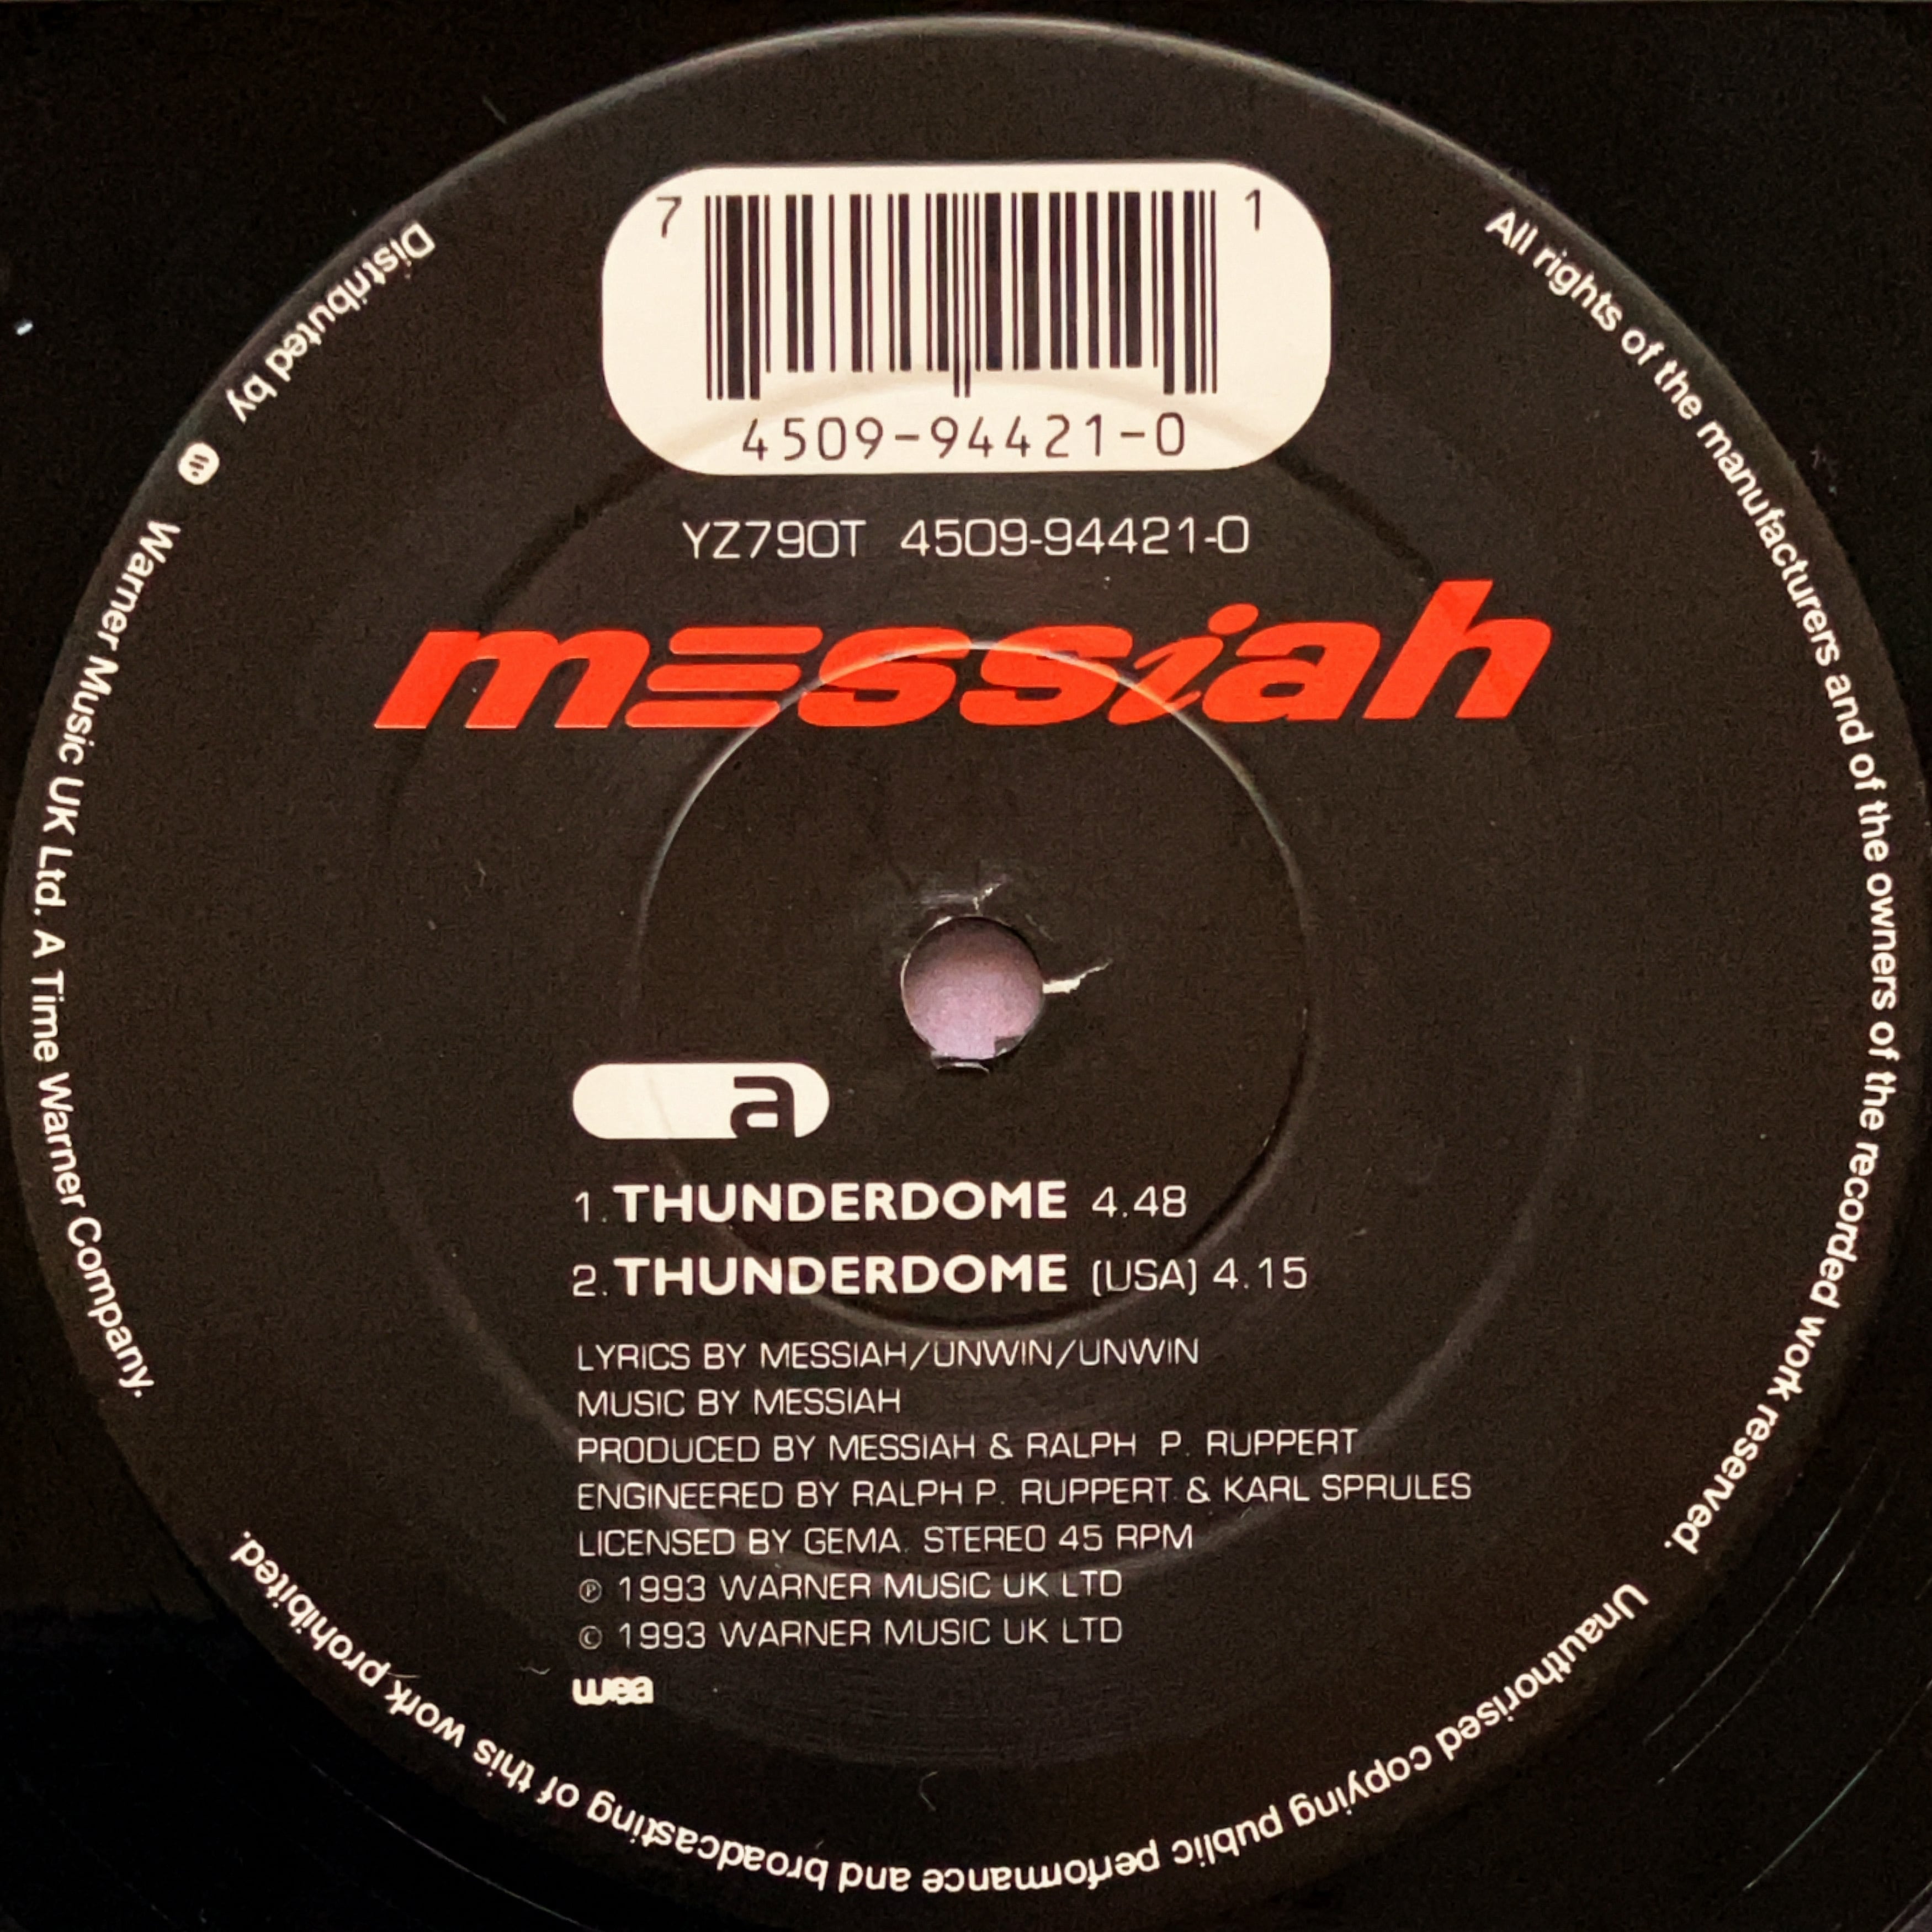 7 1
4509-94421-0
YZ790T 4509-94421-0
messiah
a
1. THUNDERDOME 4.48
2. THUNDERDOME (USA) 4.15
LYRICS BY MESSIAH/UNWIN/UNWIN
MUSIC BY MESSIAH
PRODUCED BY MESSIAH & RALPH P. RUPPERT
ENGINEERED BY RALPH P. RUPPERT & KARL SPRULES
LICENSED BY GEMA. STEREO 45 RPM
℗ 1993 WARNER MUSIC UK LTD
© 1993 WARNER MUSIC UK LTD
wea
All rights of the manufacturers and of the owners of the recorded work reserved.
Unauthorised copying public performance and broadcasting of this work prohibited.
Distributed by w Warner Music UK Ltd. A Time Warner Company.